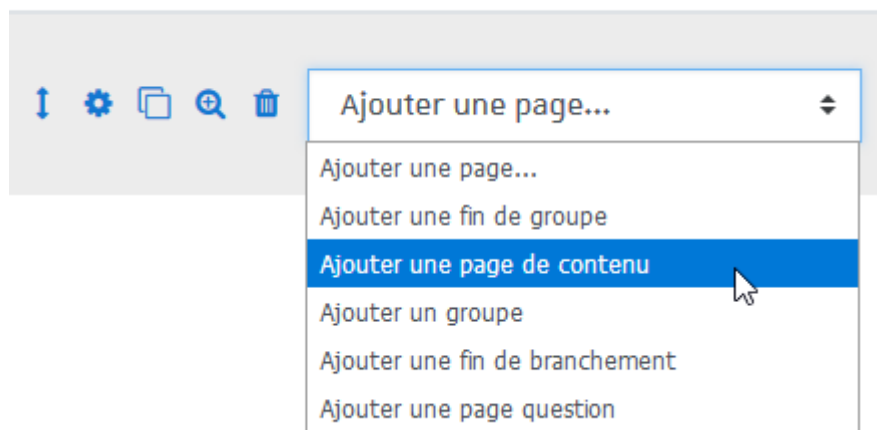 Ajouter une page...
Ajouter une page...
Ajouter une fin de groupe
Ajouter une page de contenu
Ajouter un groupe
Ajouter une fin de branchement
Ajouter une page question